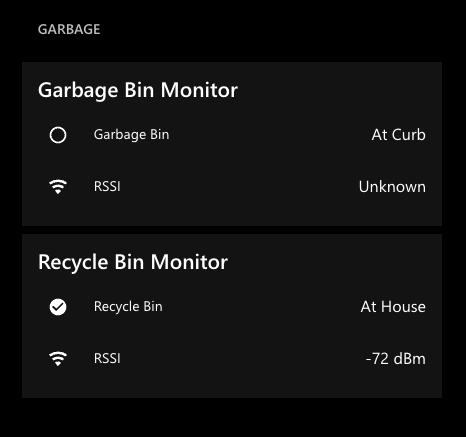 GARBAGE
Garbage Bin Monitor
Garbage Bin At Curb
RSSI Unknown
Recycle Bin Monitor
Recycle Bin At House
RSSI -72 dBm